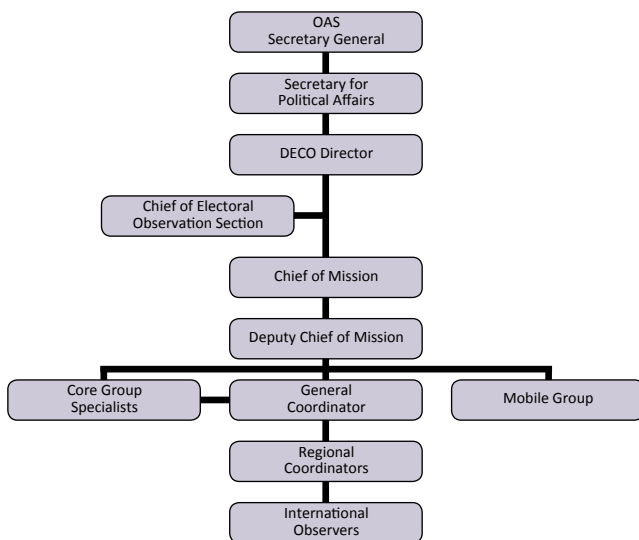 OAS
Secretary General
Secretary for
Political Affairs
DECO Director
Chief of Electoral
Observation Section
Chief of Mission
Deputy Chief of Mission
Core Group
Specialists
General
Coordinator
Mobile Group
Regional
Coordinators
International
Observers